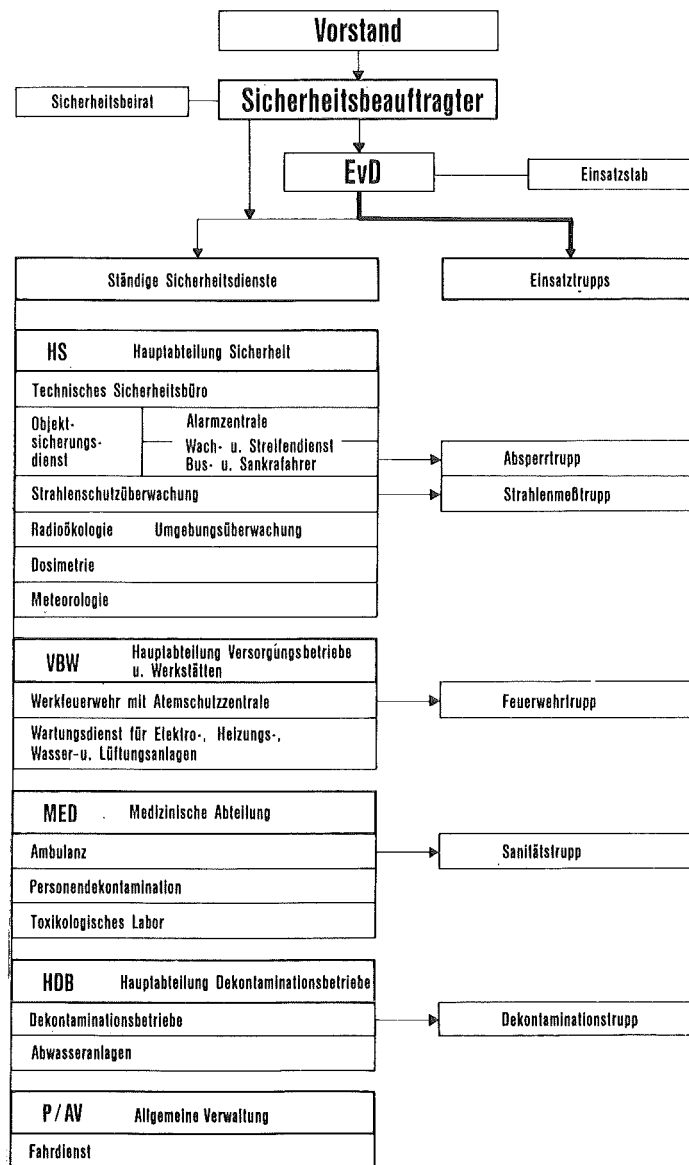 Vorstand
Sicherheitsbeirat
Sicherheitsbeauftragter
EvD
Einsatzslab
Ständige Sicherheitsdienste
Einsatztrupps
HS Hauptabteilung Sicherheit
Technisches Sicherheitsbüro
Objekt-
sicherungs-
dienst
Alarmzentrale
Wach- u. Streifendienst
Bus- u. Sankrafahrer
Absperrtrupp
Strahlenschutzüberwachung
Strahlenmeßtrupp
Radioökologie Umgebungsüberwachung
Dosimetrie
Meteorologie
VBW Hauptabteilung Versorgungsbetriebe
u. Werkstätten
Werkfeuerwehr mit Atemschutzzentrale
Feuerwehrtrupp
Wartungsdienst für Elektro-, Heizungs-,
Wasser-u. Lüftungsanlagen
MED Medizinische Abteilung
Ambulanz
Sanitätstrupp
Personendekontamination
Toxikologisches Labor
HDB Hauptabteilung Dekontaminationsbetriebe
Dekontaminationsbetriebe
Dekontaminationstrupp
Abwasseranlagen
P/AV Allgemeine Verwaltung
Fahrdienst